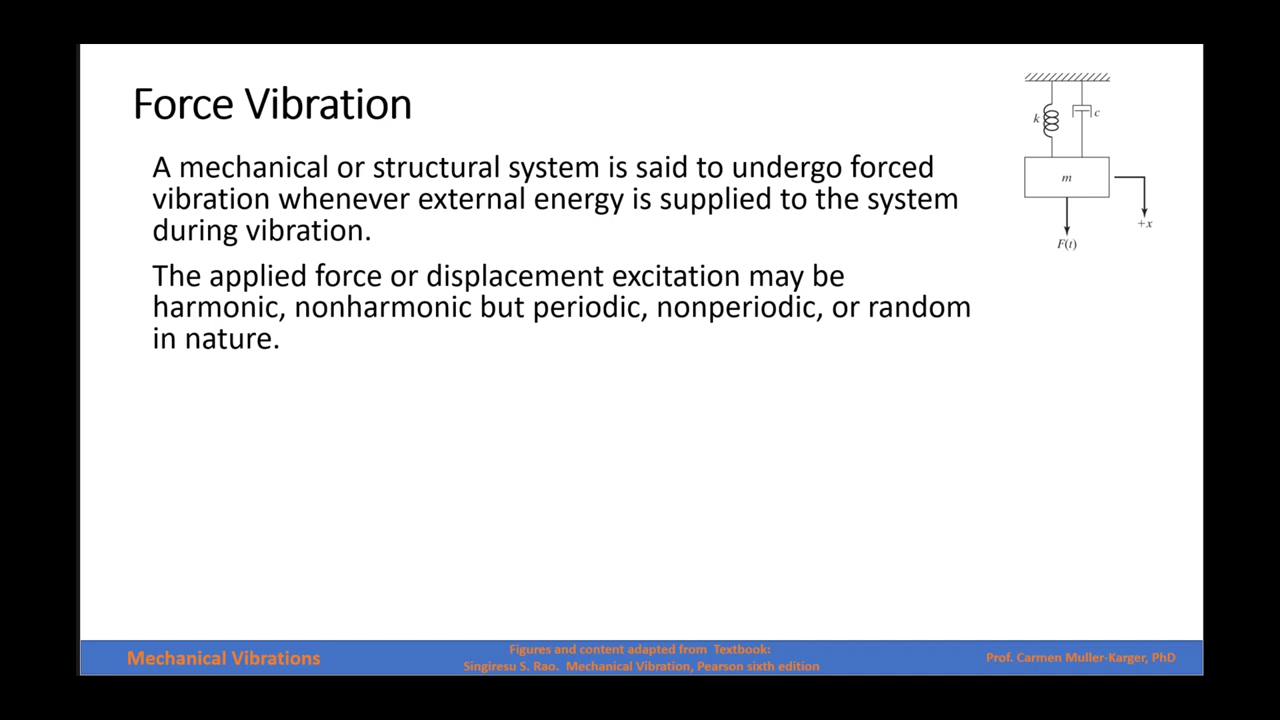 Force Vibration
A mechanical or structural system is said to undergo forced
vibration whenever external energy is supplied to the system
during vibration.
The applied force or displacement excitation may be
harmonic, nonharmonic but periodic, nonperiodic, or random
in nature.
k
c
m
+x
F(t)
Mechanical Vibrations
Figures and content adapted from Textbook:
Singiresu S. Rao. Mechanical Vibration, Pearson sixth edition
Prof. Carmen Muller-Karger, PhD